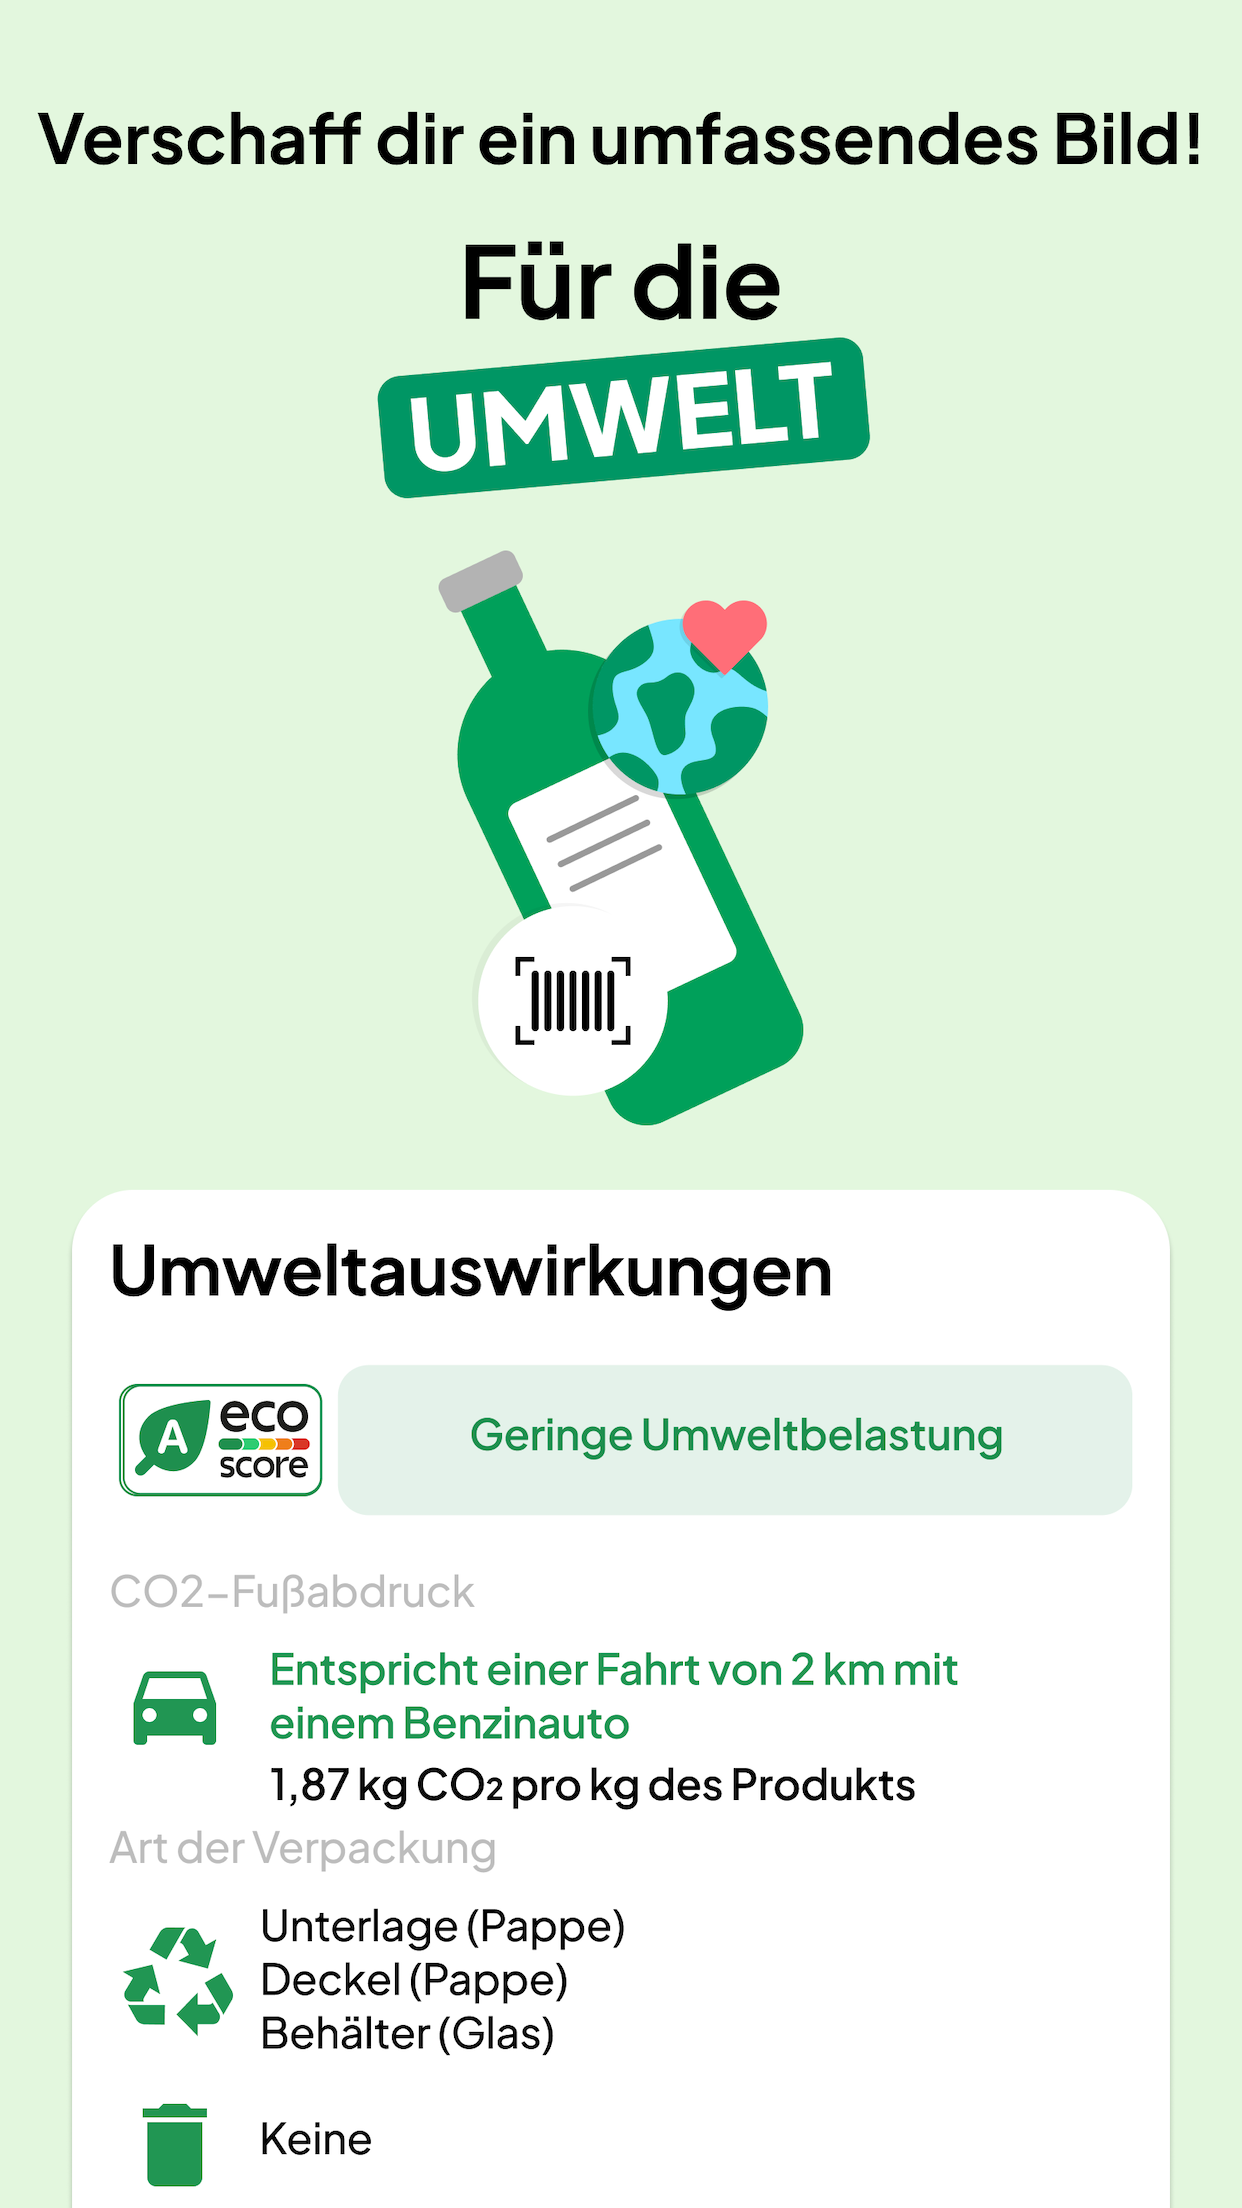 Verschaff dir ein umfassendes Bild!
Für die
UMWELT
Umweltauswirkungen
A
eco
score
Geringe Umweltbelastung
CO2-Fußabdruck
Entspricht einer Fahrt von 2 km mit
einem Benzinauto
1,87 kg CO₂ pro kg des Produkts
Art der Verpackung
Unterlage (Pappe)
Deckel (Pappe)
Behälter (Glas)
Keine